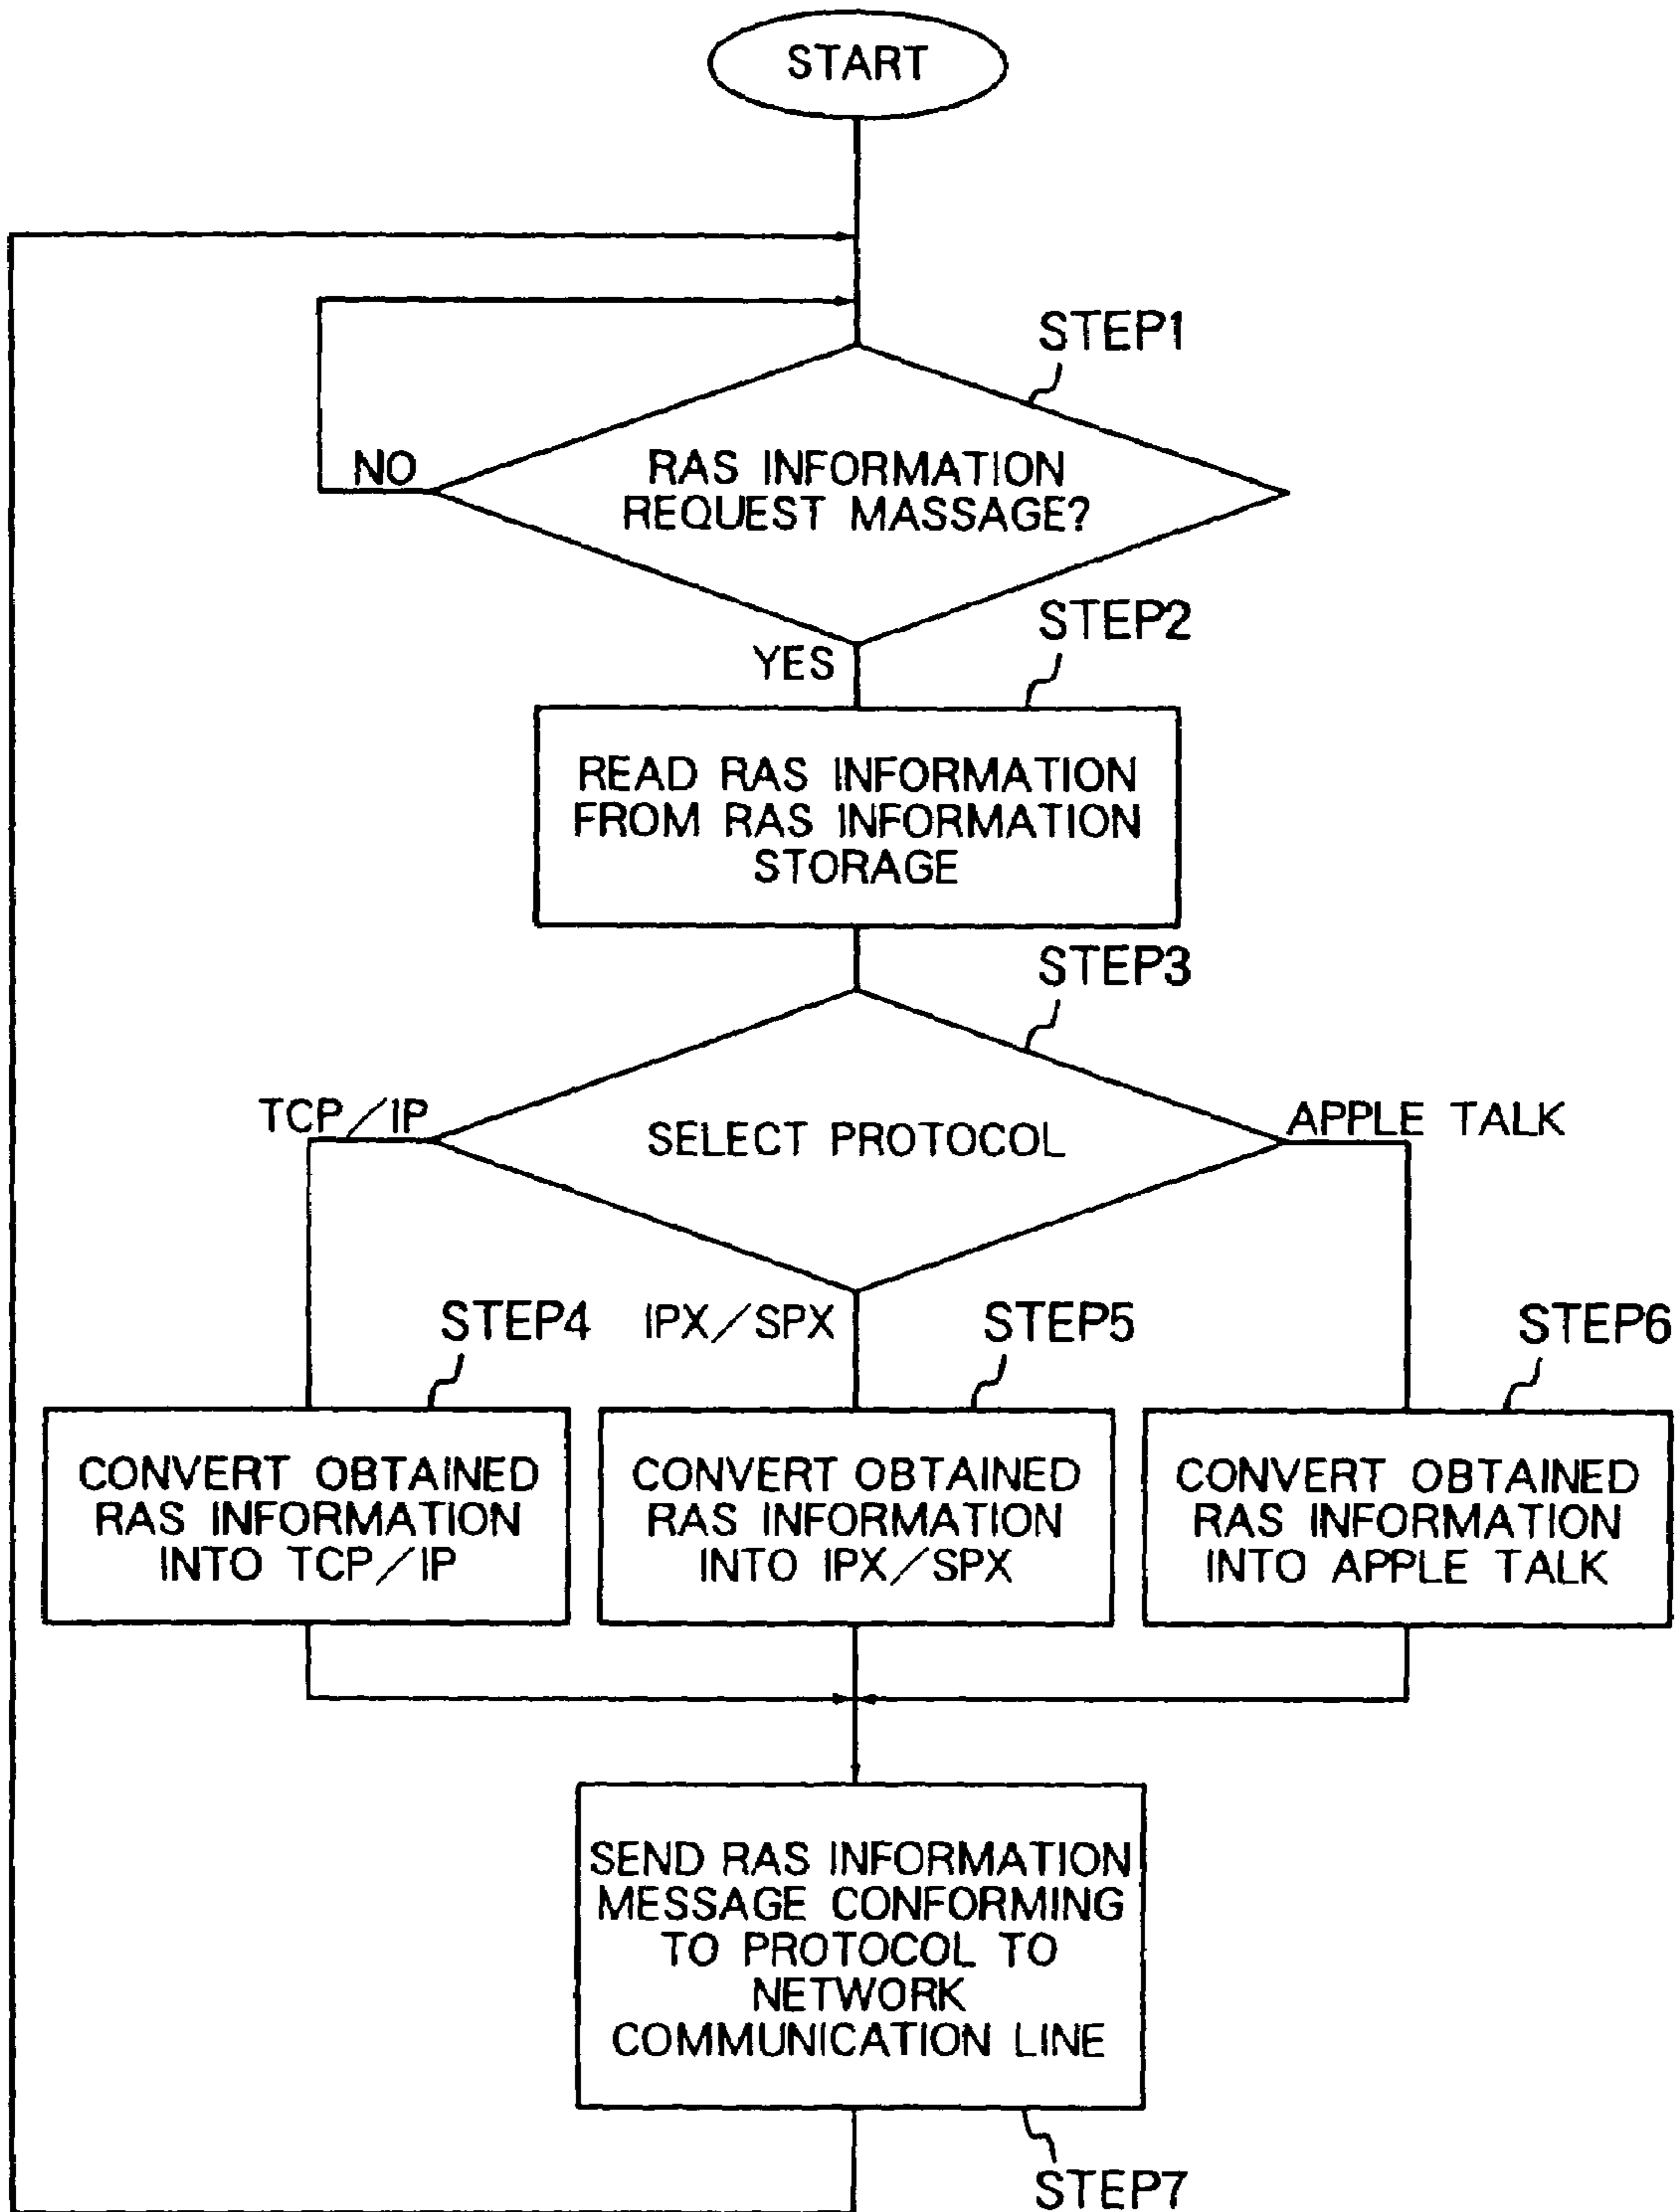 START
STEP1
NO
RAS INFORMATION
REQUEST MASSAGE?
STEP2
YES
READ RAS INFORMATION
FROM RAS INFORMATION
STORAGE
STEP3
TCP/IP
SELECT PROTOCOL
APPLE TALK
STEP4
IPX/SPX
STEP5
STEP6
CONVERT OBTAINED
RAS INFORMATION
INTO TCP/IP
CONVERT OBTAINED
RAS INFORMATION
INTO IPX/SPX
CONVERT OBTAINED
RAS INFORMATION
INTO APPLE TALK
SEND RAS INFORMATION
MESSAGE CONFORMING
TO PROTOCOL TO
NETWORK
COMMUNICATION LINE
STEP7